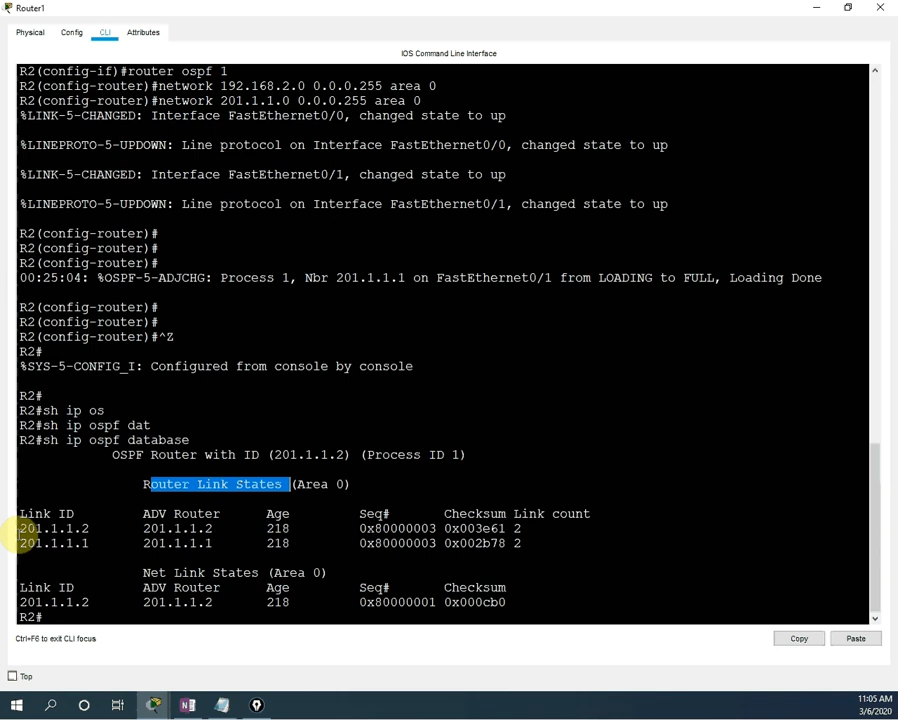 Router1
Physical Config CLI Attributes
IOS Command Line Interface
R2(config-if)#router ospf 1
R2(config-router)#network 192.168.2.0 0.0.0.255 area 0
R2(config-router)#network 201.1.1.0 0.0.0.255 area 0
%LINK-5-CHANGED: Interface FastEthernet0/0, changed state to up
%LINEPROTO-5-UPDOWN: Line protocol on Interface FastEthernet0/0, changed state to up
%LINK-5-CHANGED: Interface FastEthernet0/1, changed state to up
%LINEPROTO-5-UPDOWN: Line protocol on Interface FastEthernet0/1, changed state to up
R2(config-router)#
R2(config-router)#
R2(config-router)#
00:25:04: %OSPF-5-ADJCHG: Process 1, Nbr 201.1.1.1 on FastEthernet0/1 from LOADING to FULL, Loading Done
R2(config-router)#
R2(config-router)#
R2(config-router)#^Z
R2#
%SYS-5-CONFIG_I: Configured from console by console
R2#
R2#sh ip os
R2#sh ip ospf dat
R2#sh ip ospf database
OSPF Router with ID (201.1.1.2) (Process ID 1)
Router Link States (Area 0)
Link ID ADV Router Age Seq# Checksum Link count
201.1.1.2 201.1.1.2 218 0x80000003 0x003e61 2
201.1.1.1 201.1.1.1 218 0x80000003 0x002b78 2
Net Link States (Area 0)
Link ID ADV Router Age Seq# Checksum
201.1.1.2 201.1.1.2 218 0x80000001 0x000cb0
R2#
Ctrl+F6 to exit CLI focus
Copy Paste
Top
11:05 AM
3/6/2020